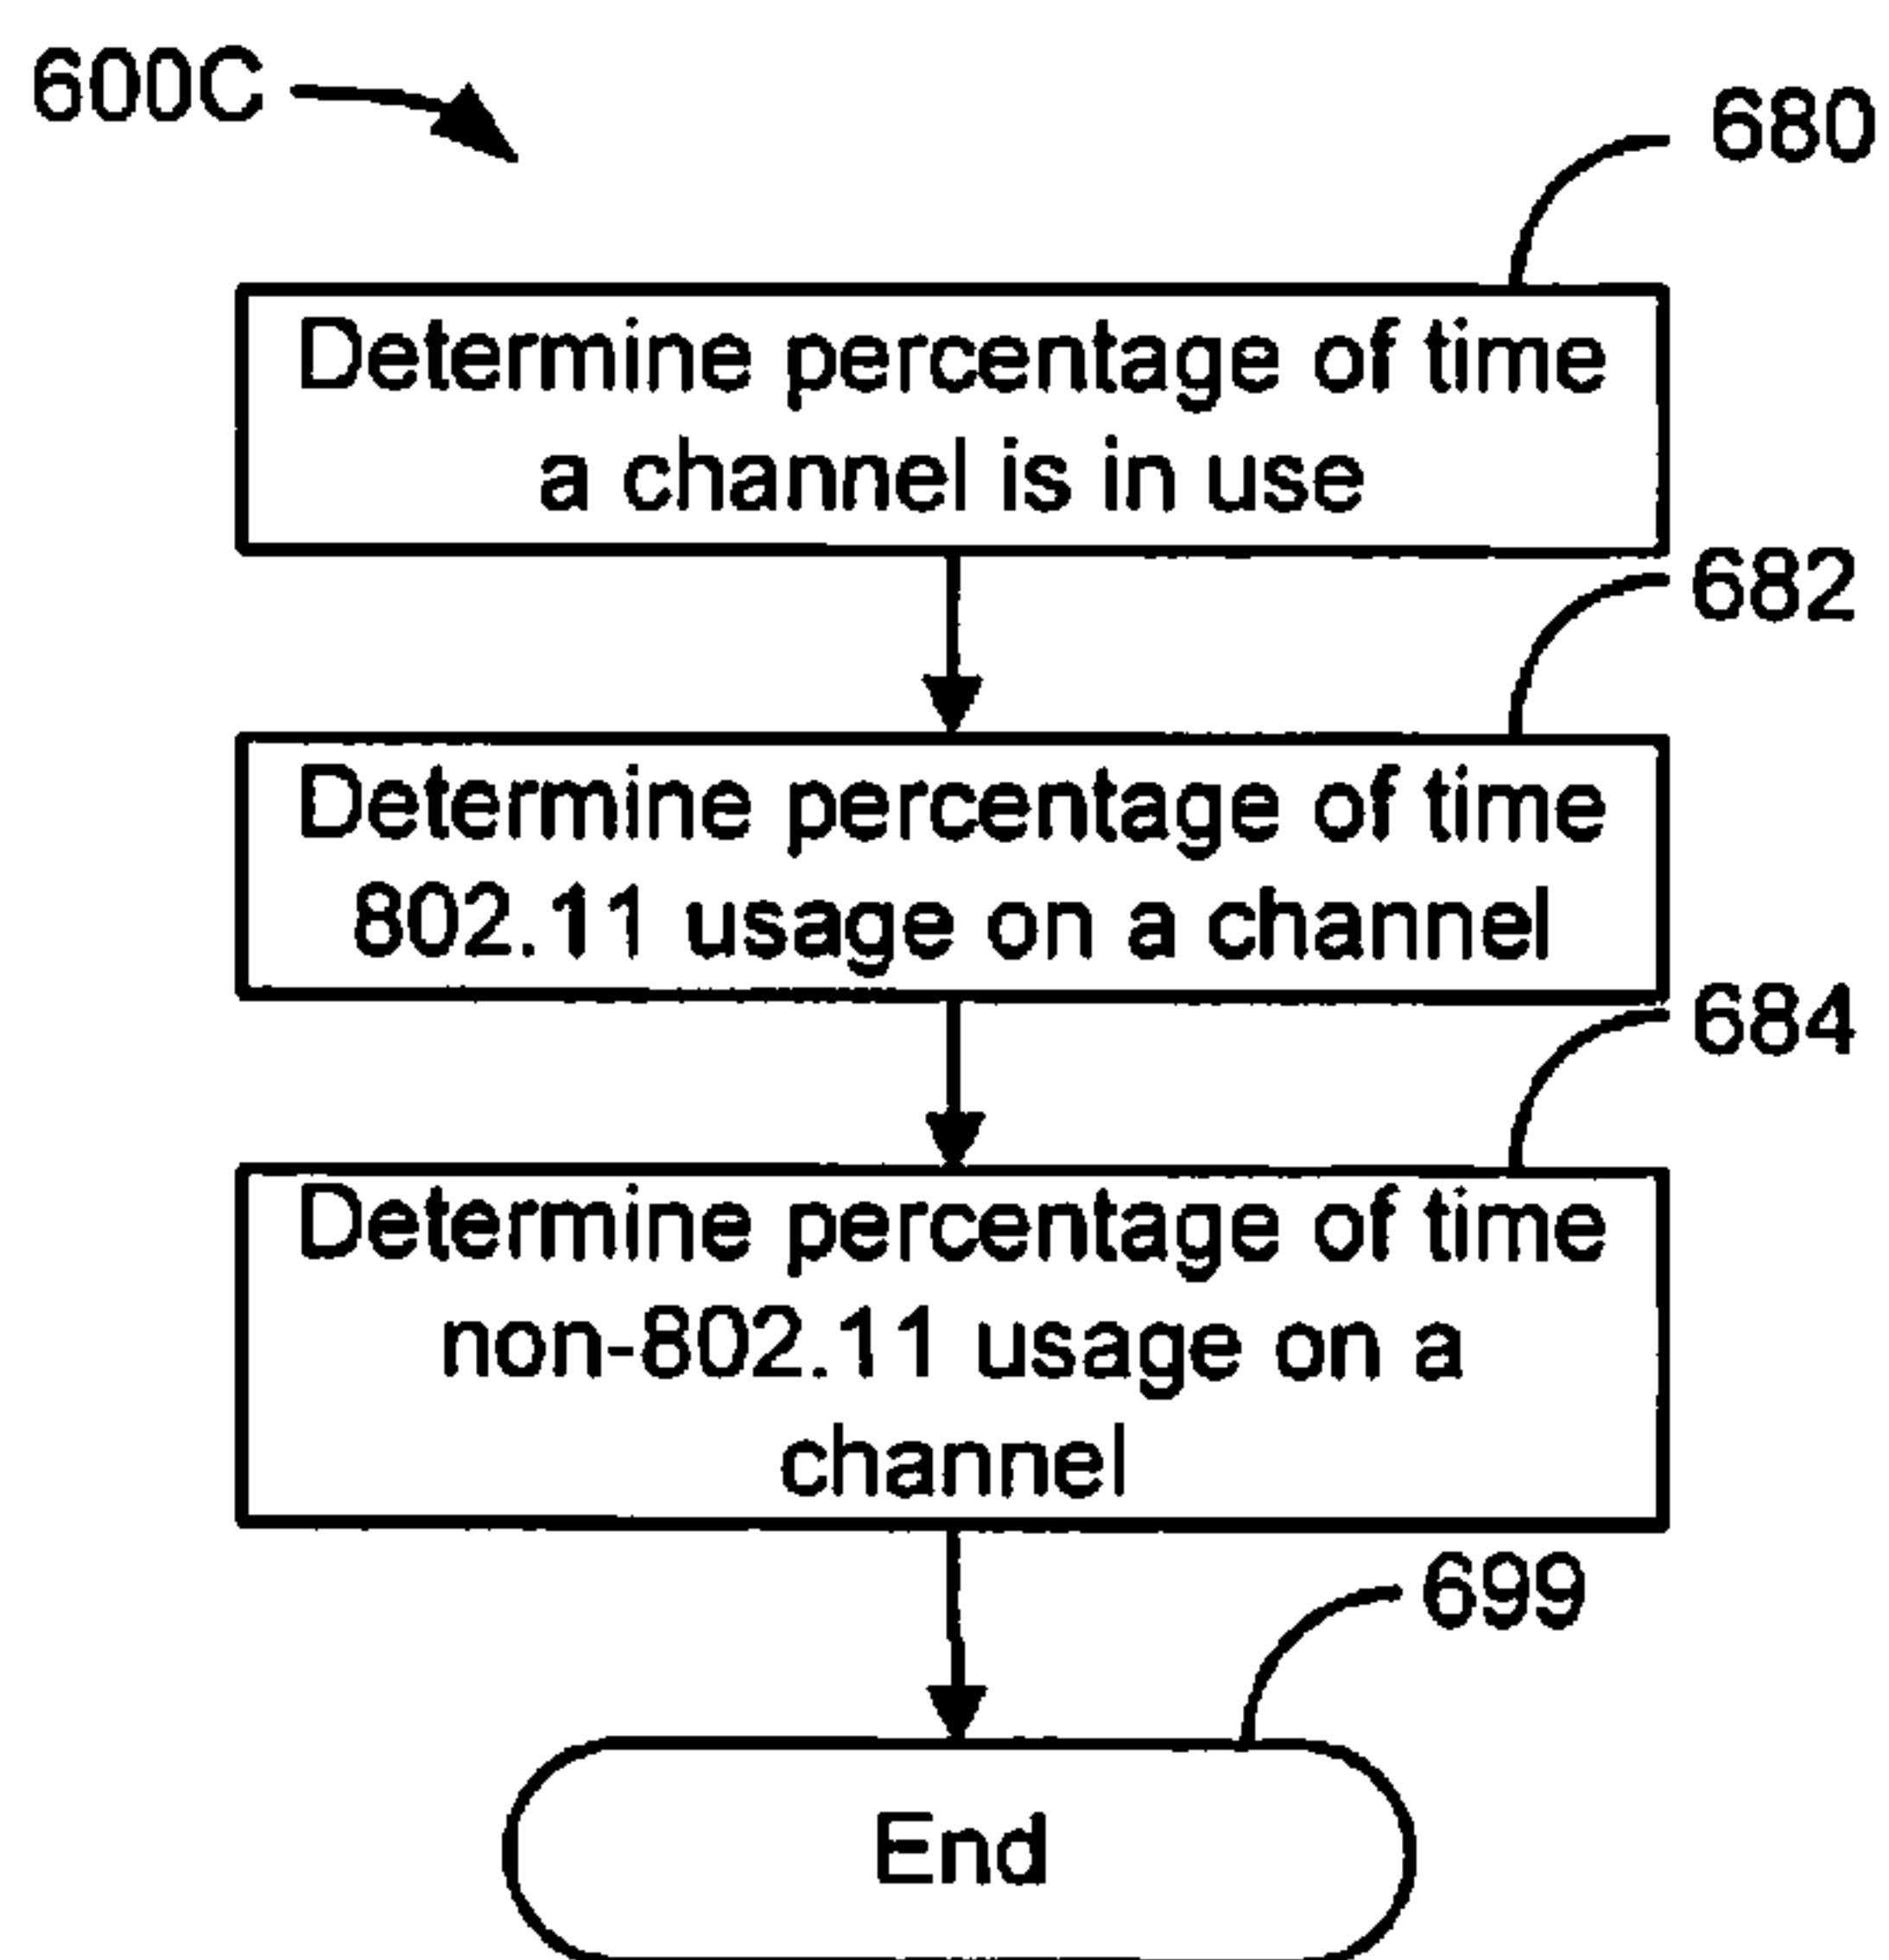 600C
680
Determine percentage of time
a channel is in use
682
Determine percentage of time
802.11 usage on a channel
684
Determine percentage of time
non-802.11 usage on a
channel
699
End